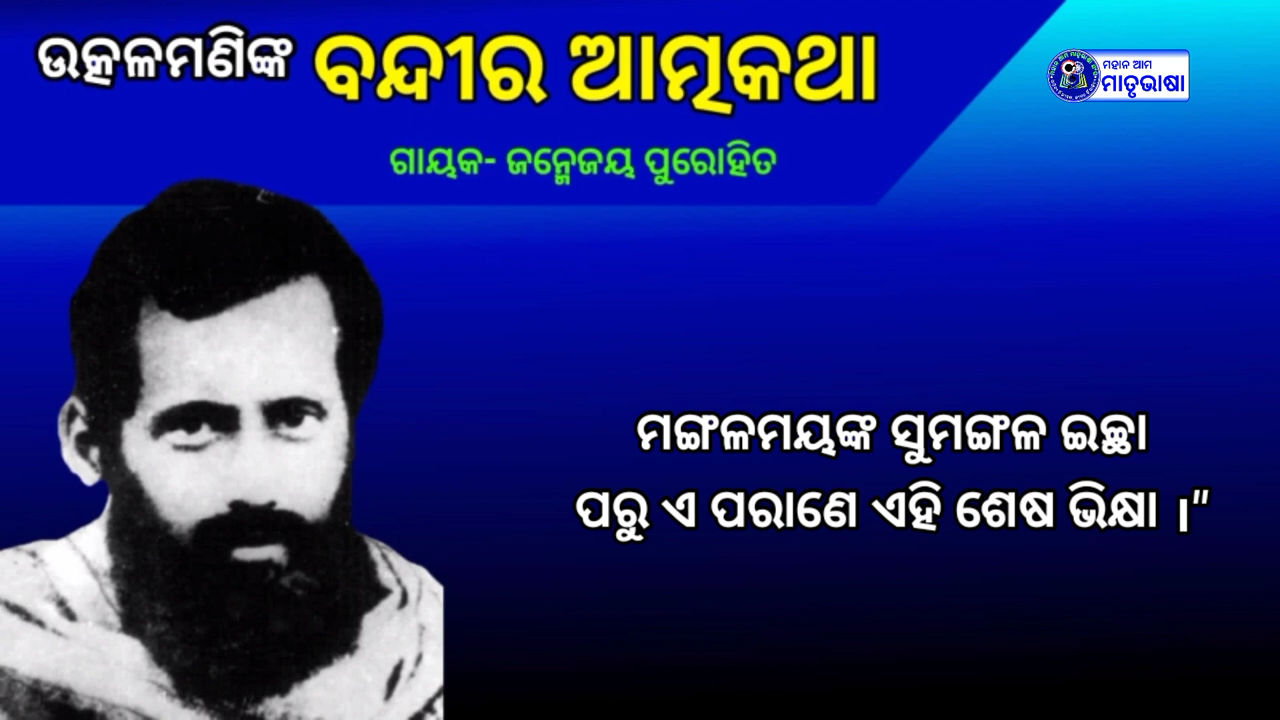 ଉତ୍କଳମଣିଙ୍କ ବନ୍ଦୀର ଆତ୍ମକଥା
ମହାନ ଆମ
ମାତୃଭାଷା
ଗାୟକ- ଜନ୍ମେଜୟ ପୁରୋହିତ
ମଙ୍ଗଳମୟଙ୍କ ସୁମଙ୍ଗଳ ଇଚ୍ଛା
ପରୁ ଏ ପରାଣେ ଏହି ଶେଷ ଭିକ୍ଷା ।"